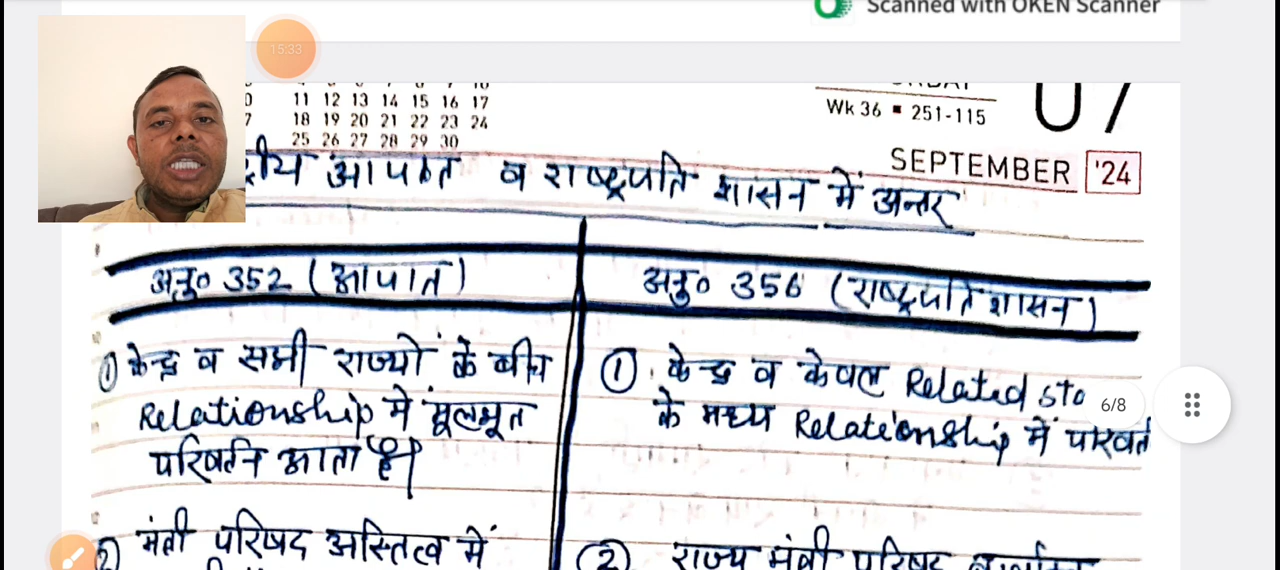 Scanned with OKEN Scanner
15:33
11 12 13 14 15 16 17
18 19 20 21 22 23 24
25 26 27 28 29 30
Wk 36 ▪ 251-115
07
SEPTEMBER '24
आपात व राष्ट्रपति शासन में अन्तर
अनु० 352 (आपात)
अनु० 356 (राष्ट्रपति शासन)
① केन्द्र व सभी राज्यों के बीच
Relationship में मूलभूत
परिवर्तन आता है।
① केन्द्र व केवल Related
के मध्य Relationship में
6/8
② मंत्री परिषद अस्तित्व में
② राज्य मंत्री परिषद